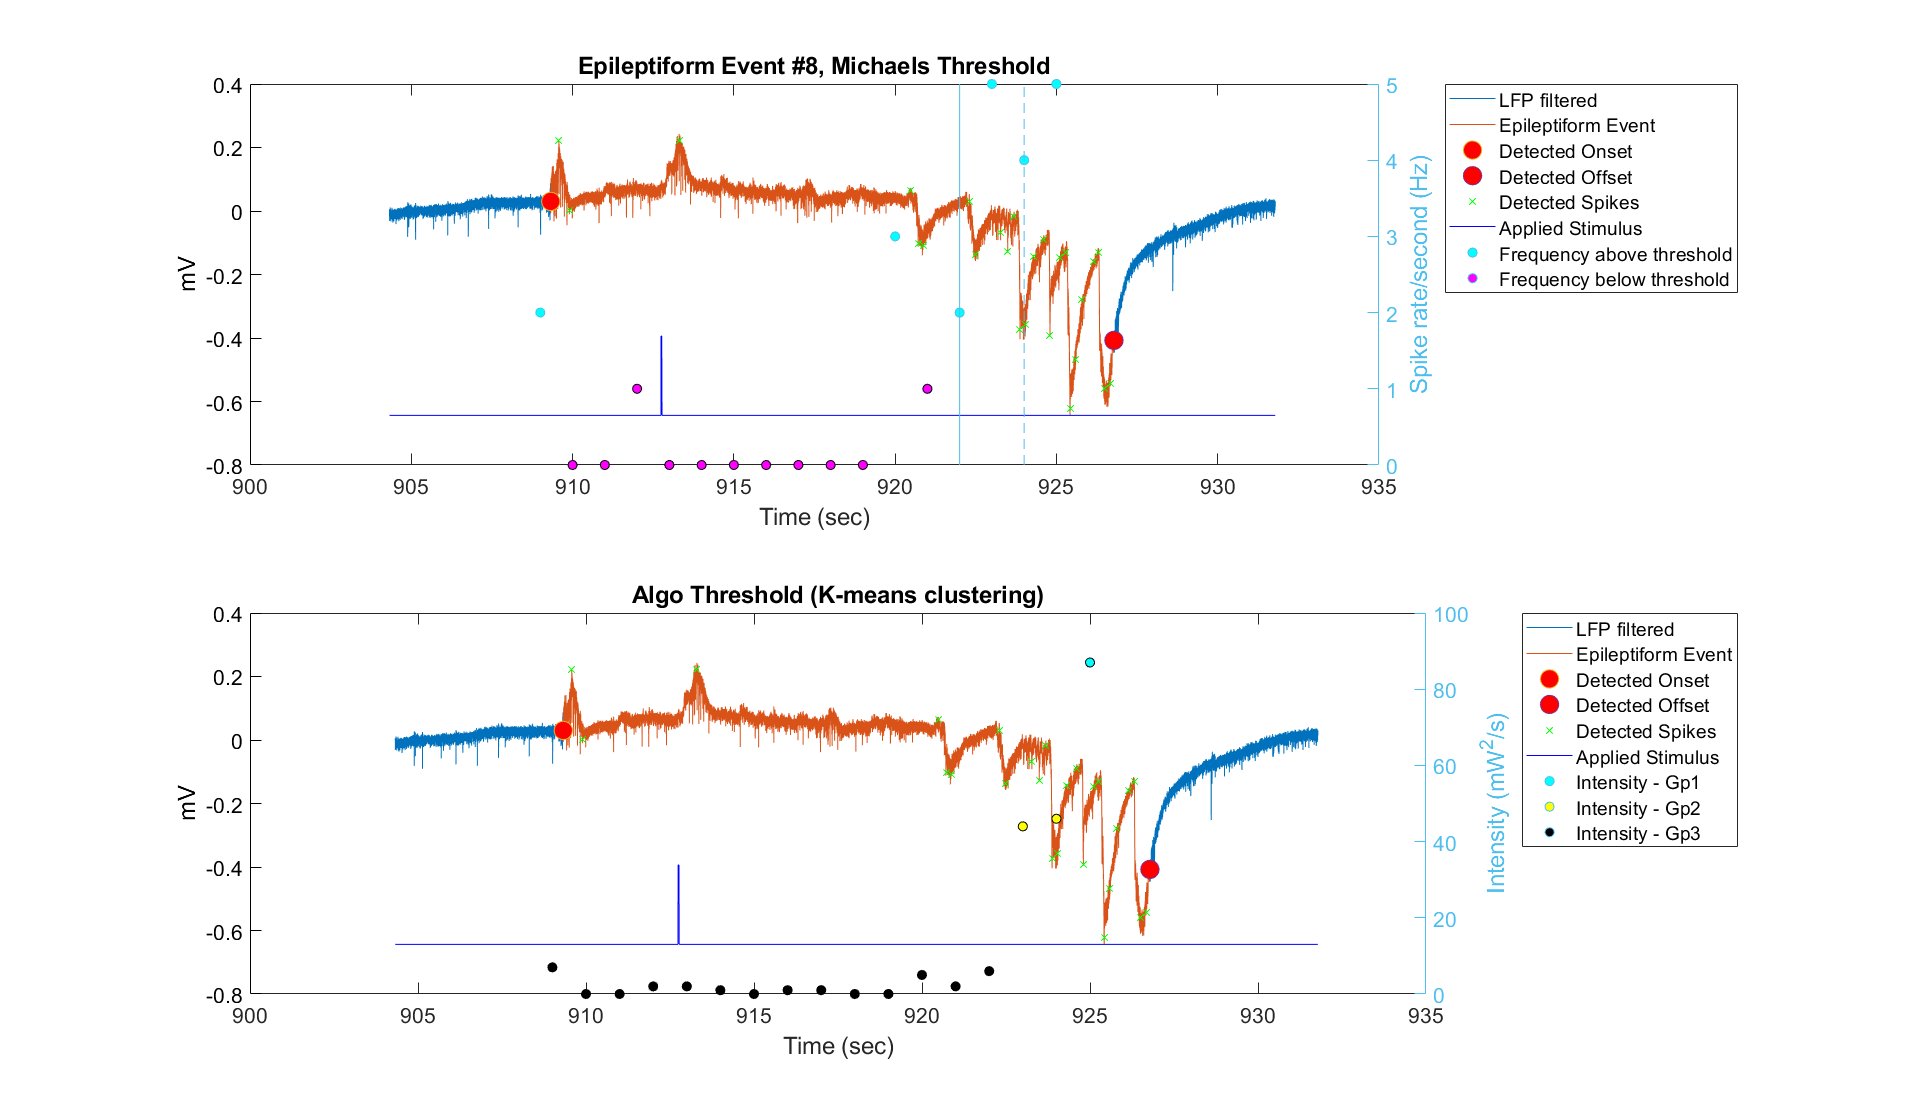 Epileptiform Event #8, Michaels Threshold
0.4
0.2
0
-0.2
-0.4
-0.6
-0.8
mV
900
905
910
915
920
925
930
935
Time (sec)
5
4
3
2
1
0
Spike rate/second (Hz)
LFP filtered
Epileptiform Event
Detected Onset
Detected Offset
Detected Spikes
Applied Stimulus
Frequency above threshold
Frequency below threshold
Algo Threshold (K-means clustering)
0.4
0.2
0
-0.2
-0.4
-0.6
-0.8
mV
900
905
910
915
920
925
930
935
Time (sec)
100
80
60
40
20
0
Intensity (mW²/s)
LFP filtered
Epileptiform Event
Detected Onset
Detected Offset
Detected Spikes
Applied Stimulus
Intensity - Gp1
Intensity - Gp2
Intensity - Gp3